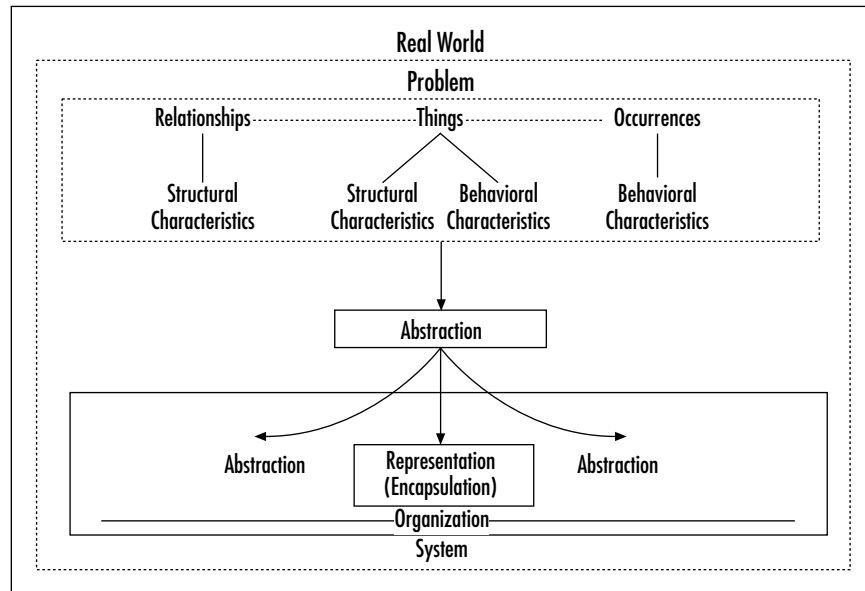 Real World
Problem
Relationships Things Occurrences
Structural Characteristics
Structural Characteristics
Behavioral Characteristics
Behavioral Characteristics
Abstraction
Abstraction
Representation
(Encapsulation)
Abstraction
Organization
System